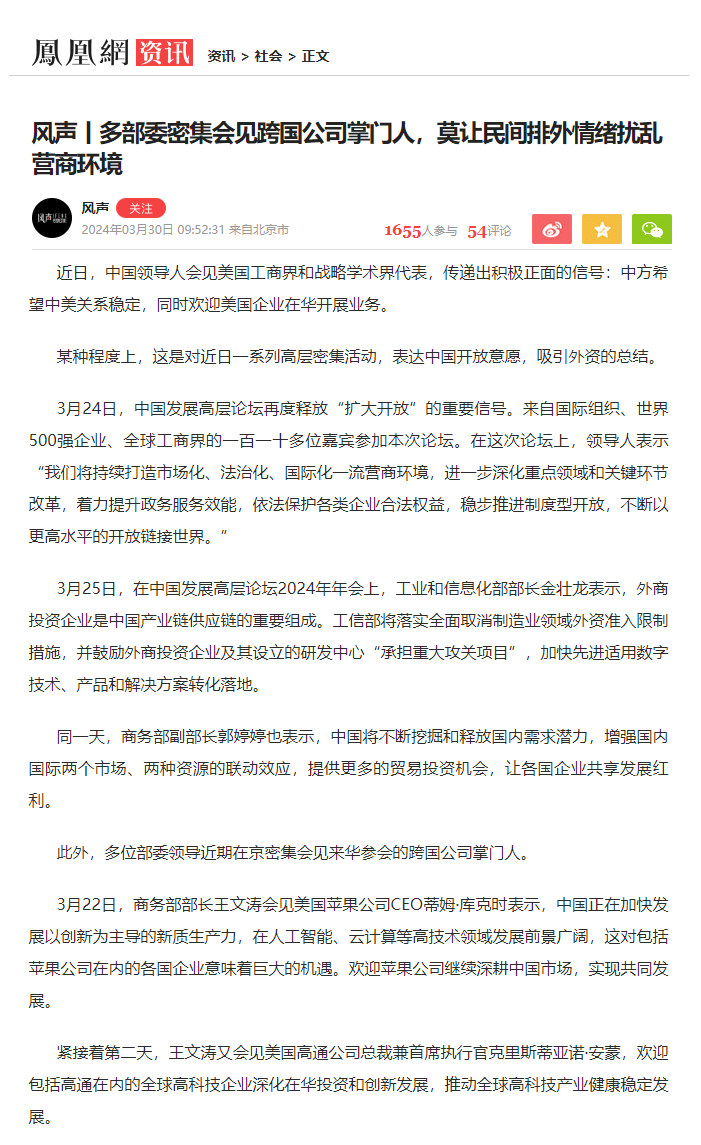 鳳凰網 资讯 资讯 > 社会 > 正文
风声丨多部委密集会见跨国公司掌门人，莫让民间排外情绪扰乱
营商环境
风声 关注
2024年03月30日 09:52:31 来自北京市
1655人参与 54评论
近日，中国领导人会见美国工商界和战略学术界代表，传递出积极正面的信号：中方希
望中美关系稳定，同时欢迎美国企业在华开展业务。
某种程度上，这是对近日一系列高层密集活动，表达中国开放意愿，吸引外资的总结。
3月24日，中国发展高层论坛再度释放“扩大开放”的重要信号。来自国际组织、世界
500强企业、全球工商界的一百一十多位嘉宾参加本次论坛。在这次论坛上，领导人表示
“我们将持续打造市场化、法治化、国际化一流营商环境，进一步深化重点领域和关键环节
改革，着力提升政务服务效能，依法保护各类企业合法权益，稳步推进制度型开放，不断以
更高水平的开放链接世界。”
3月25日，在中国发展高层论坛2024年年会上，工业和信息化部部长金壮龙表示，外商
投资企业是中国产业链供应链的重要组成。工信部将落实全面取消制造业领域外资准入限制
措施，并鼓励外商投资企业及其设立的研发中心“承担重大攻关项目”，加快先进适用数字
技术、产品和解决方案转化落地。
同一天，商务部副部长郭婷婷也表示，中国将不断挖掘和释放国内需求潜力，增强国内
国际两个市场、两种资源的联动效应，提供更多的贸易投资机会，让各国企业共享发展红
利。
此外，多位部委领导近期在京密集会见来华参会的跨国公司掌门人。
3月22日，商务部部长王文涛会见美国苹果公司CEO蒂姆·库克时表示，中国正在加快发
展以创新为主导的新质生产力，在人工智能、云计算等高技术领域发展前景广阔，这对包括
苹果公司在内的各国企业意味着巨大的机遇。欢迎苹果公司继续深耕中国市场，实现共同发
展。
紧接着第二天，王文涛又会见美国高通公司总裁兼首席执行官克里斯蒂亚诺·安蒙，欢迎
包括高通在内的全球高科技企业深化在华投资和创新发展，推动全球高科技产业健康稳定发
展。